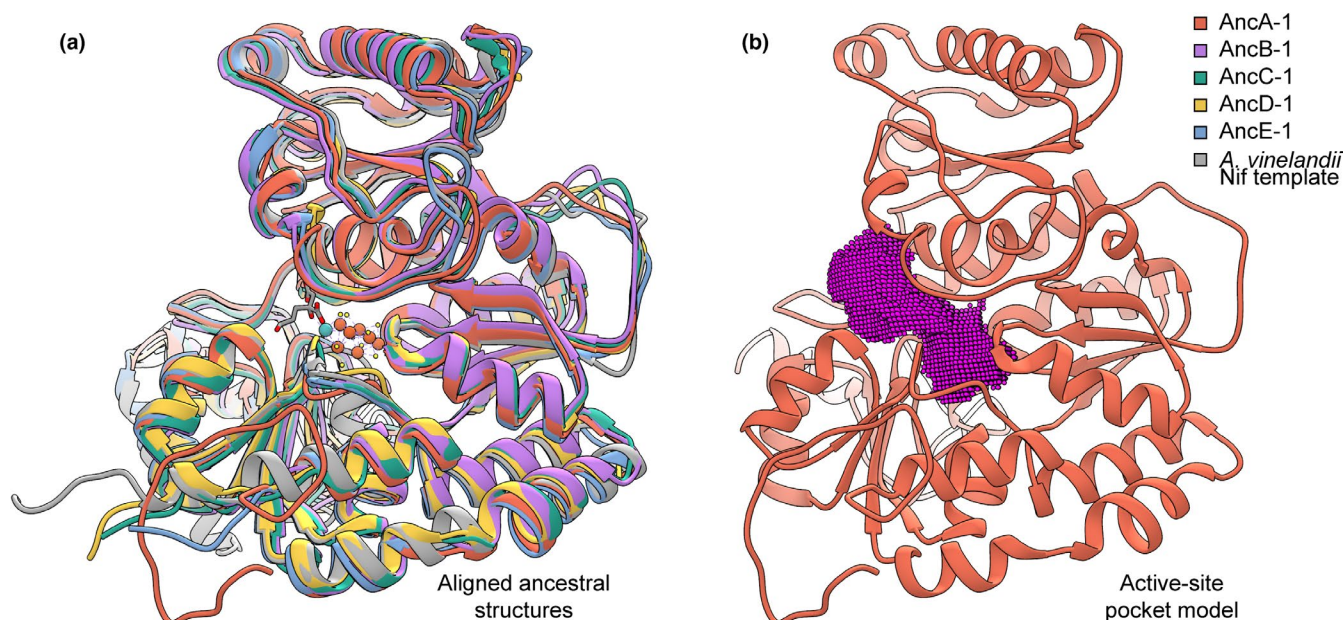 (a)
Aligned ancestral
structures
(b)
AncA-1
AncB-1
AncC-1
AncD-1
AncE-1
A. vinelandii
Nif template
Active-site
pocket model